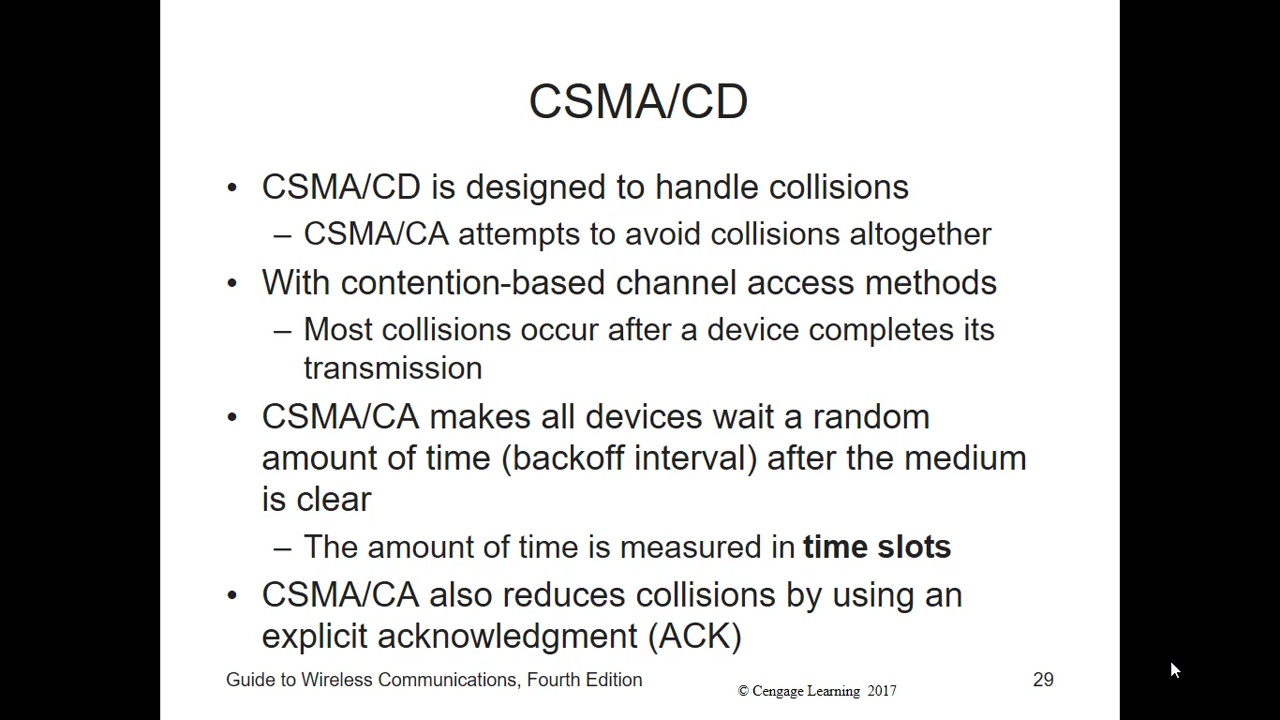 CSMA/CD
• CSMA/CD is designed to handle collisions
– CSMA/CA attempts to avoid collisions altogether
• With contention-based channel access methods
– Most collisions occur after a device completes its
transmission
• CSMA/CA makes all devices wait a random
amount of time (backoff interval) after the medium
is clear
– The amount of time is measured in time slots
• CSMA/CA also reduces collisions by using an
explicit acknowledgment (ACK)
Guide to Wireless Communications, Fourth Edition
© Cengage Learning 2017
29